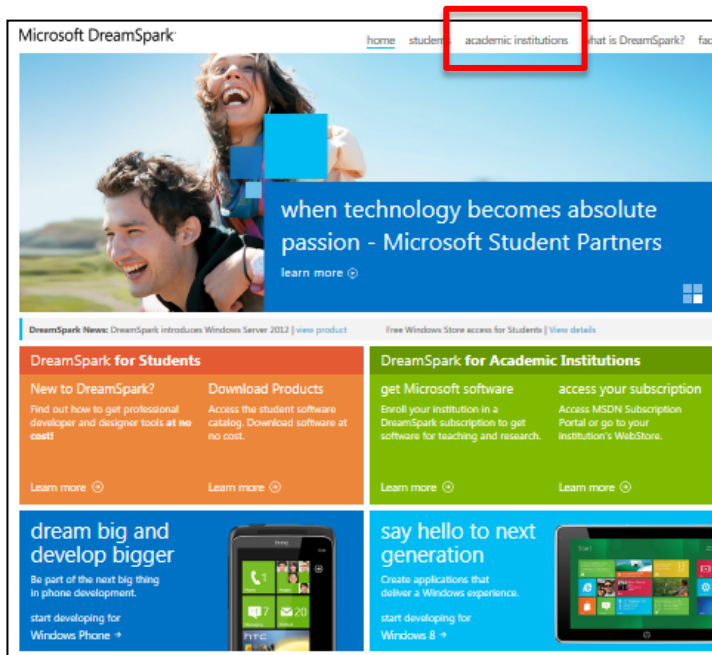 Microsoft DreamSpark
home students academic institutions what is DreamSpark?
when technology becomes absolute
passion - Microsoft Student Partners
learn more
DreamSpark News: DreamSpark introduces Windows Server 2012 | view product
Free Windows Store access for Students | View details
DreamSpark for Students
New to DreamSpark?
Find out how to get professional
developer and designer tools at no
cost!
Learn more
Download Products
Access the student software
catalog. Download software at
no cost.
Learn more
DreamSpark for Academic Institutions
get Microsoft software
Enroll your institution in a
DreamSpark subscription to get
software for teaching and research.
Learn more
access your subscription
Access MSDN Subscription
Portal or go to your
institution's WebStore.
Learn more
dream big and
develop bigger
Be part of the next big thing
in phone development.
start developing for
Windows Phone
htc
1
7
20
hTC
say hello to next
generation
Create applications that
deliver a Windows experience.
start developing for
Windows 8
Start
hp